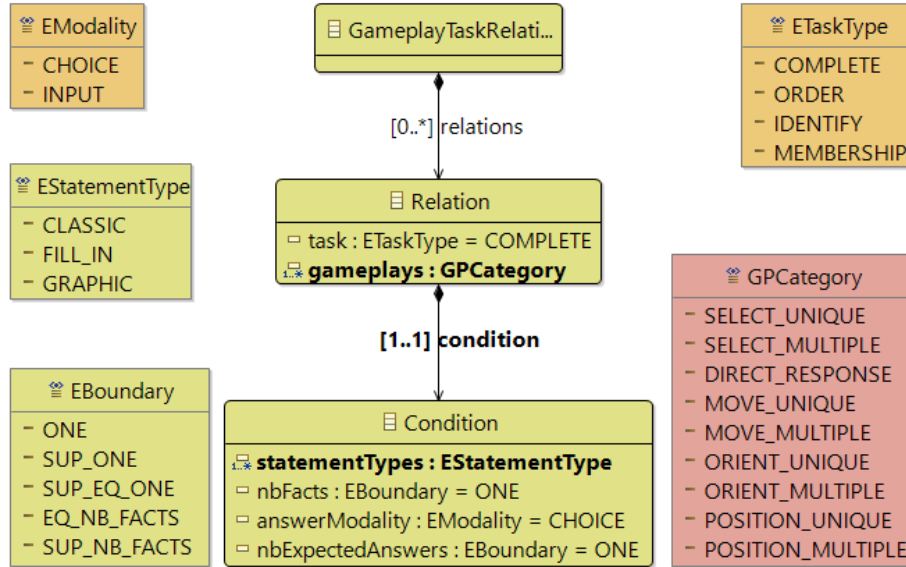 EModality
CHOICE
INPUT
GameplayTaskRelati...
ETaskType
COMPLETE
ORDER
IDENTIFY
MEMBERSHIP
[0..*] relations
EStatementType
CLASSIC
FILL_IN
GRAPHIC
Relation
task : ETaskType = COMPLETE
gameplays : GPCategory
[1..1] condition
GPCategory
SELECT_UNIQUE
SELECT_MULTIPLE
DIRECT_RESPONSE
MOVE_UNIQUE
MOVE_MULTIPLE
ORIENT_UNIQUE
ORIENT_MULTIPLE
POSITION_UNIQUE
POSITION_MULTIPLE
EBoundary
ONE
SUP_ONE
SUP_EQ_ONE
EQ_NB_FACTS
SUP_NB_FACTS
Condition
statementTypes : EStatementType
nbFacts : EBoundary = ONE
answerModality : EModality = CHOICE
nbExpectedAnswers : EBoundary = ONE